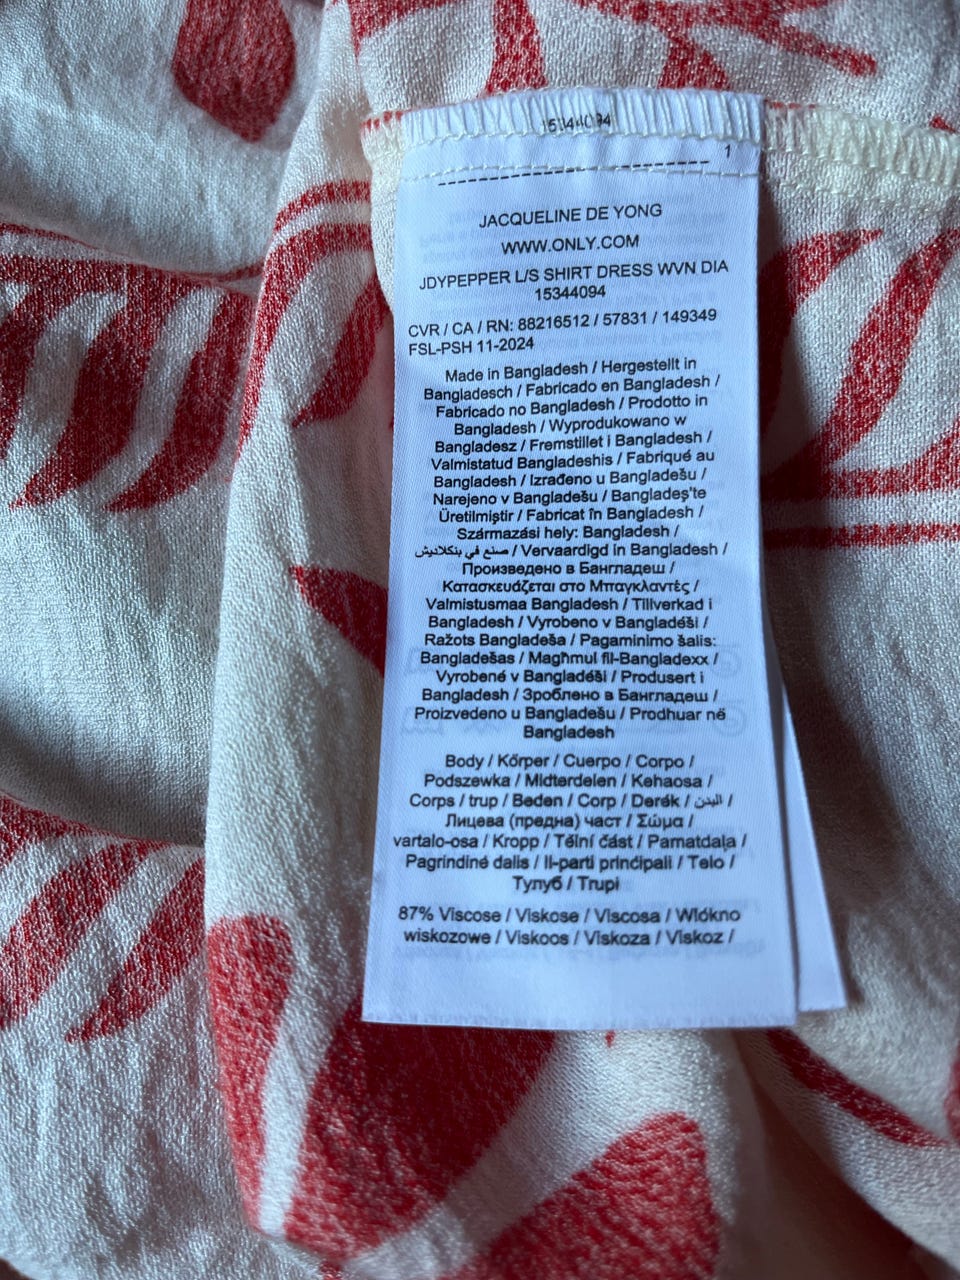 15344094
1
JACQUELINE DE YONG
WWW.ONLY.COM
JDYPEPPER L/S SHIRT DRESS WVN DIA
15344094
CVR / CA / RN: 88216512 / 57831 / 149349
FSL-PSH 11-2024
Made in Bangladesh / Hergestellt in
Bangladesch / Fabricado en Bangladesh /
Fabricado no Bangladesh / Prodotto in
Bangladesh / Wyprodukowano w
Bangladesz / Fremstillet i Bangladesh /
Valmistatud Bangladeshis / Fabriqué au
Bangladesh / Izrađeno u Bangladešu /
Narejeno v Bangladešu / Bangladeş'te
Üretilmiştir / Fabricat în Bangladesh /
Származási hely: Bangladesh /
صنع في بنكلاديش / Vervaardigd in Bangladesh /
Произведено в Бангладеш /
Κατασκευάζεται στο Μπαγκλαντές /
Valmistusmaa Bangladesh / Tillverkad i
Bangladesh / Vyrobeno v Bangladéši /
Ražots Bangladeša / Pagaminimo šalis:
Bangladešas / Magħmul fil-Bangladexx /
Vyrobené v Bangladéši / Produsert i
Bangladesh / Зроблено в Бангладеш /
Proizvedeno u Bangladešu / Prodhuar në
Bangladesh
Body / Körper / Cuerpo / Corpo /
Podszewka / Midterdelen / Kehaosa /
Corps / trup / Beden / Corp / Derék / البدن /
Лицева (предна) част / Σώμα /
vartalo-osa / Kropp / Tělní část / Pamatdaļa /
Pagrindinė dalis / Il-parti prinċipali / Telo /
Тулуб / Trupi
87% Viscose / Viskose / Viscosa / Włókno
wiskozowe / Viskoos / Viskoza / Viskoz /